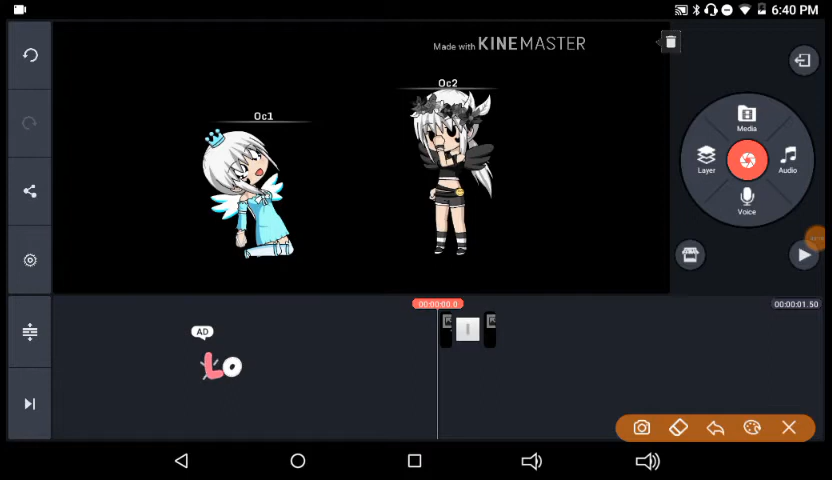 6:40 PM
Made with KINEMASTER
Oc2
Oc1
Media
Layer
Audio
Voice
00:00:00.0
00:00:01.50
AD
LO